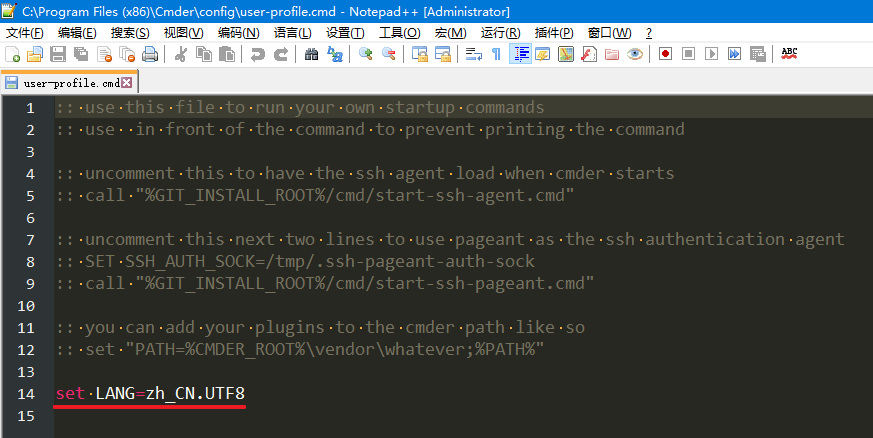 C:\Program Files (x86)\Cmder\config\user-profile.cmd - Notepad++ [Administrator]
文件(F) 编辑(E) 搜索(S) 视图(V) 编码(N) 语言(L) 设置(T) 工具(O) 宏(M) 运行(R) 插件(P) 窗口(W) ?
user-profile.cmd
1 :: use this file to run your own startup commands
2 :: use  in front of the command to prevent printing the command
3
4 :: uncomment this to have the ssh agent load when cmder starts
5 :: call "%GIT_INSTALL_ROOT%/cmd/start-ssh-agent.cmd"
6
7 :: uncomment this next two lines to use pageant as the ssh authentication agent
8 :: SET SSH_AUTH_SOCK=/tmp/.ssh-pageant-auth-sock
9 :: call "%GIT_INSTALL_ROOT%/cmd/start-ssh-pageant.cmd"
10
11 :: you can add your plugins to the cmder path like so
12 :: set "PATH=%CMDER_ROOT%\vendor\whatever;%PATH%"
13
14 set LANG=zh_CN.UTF8
15